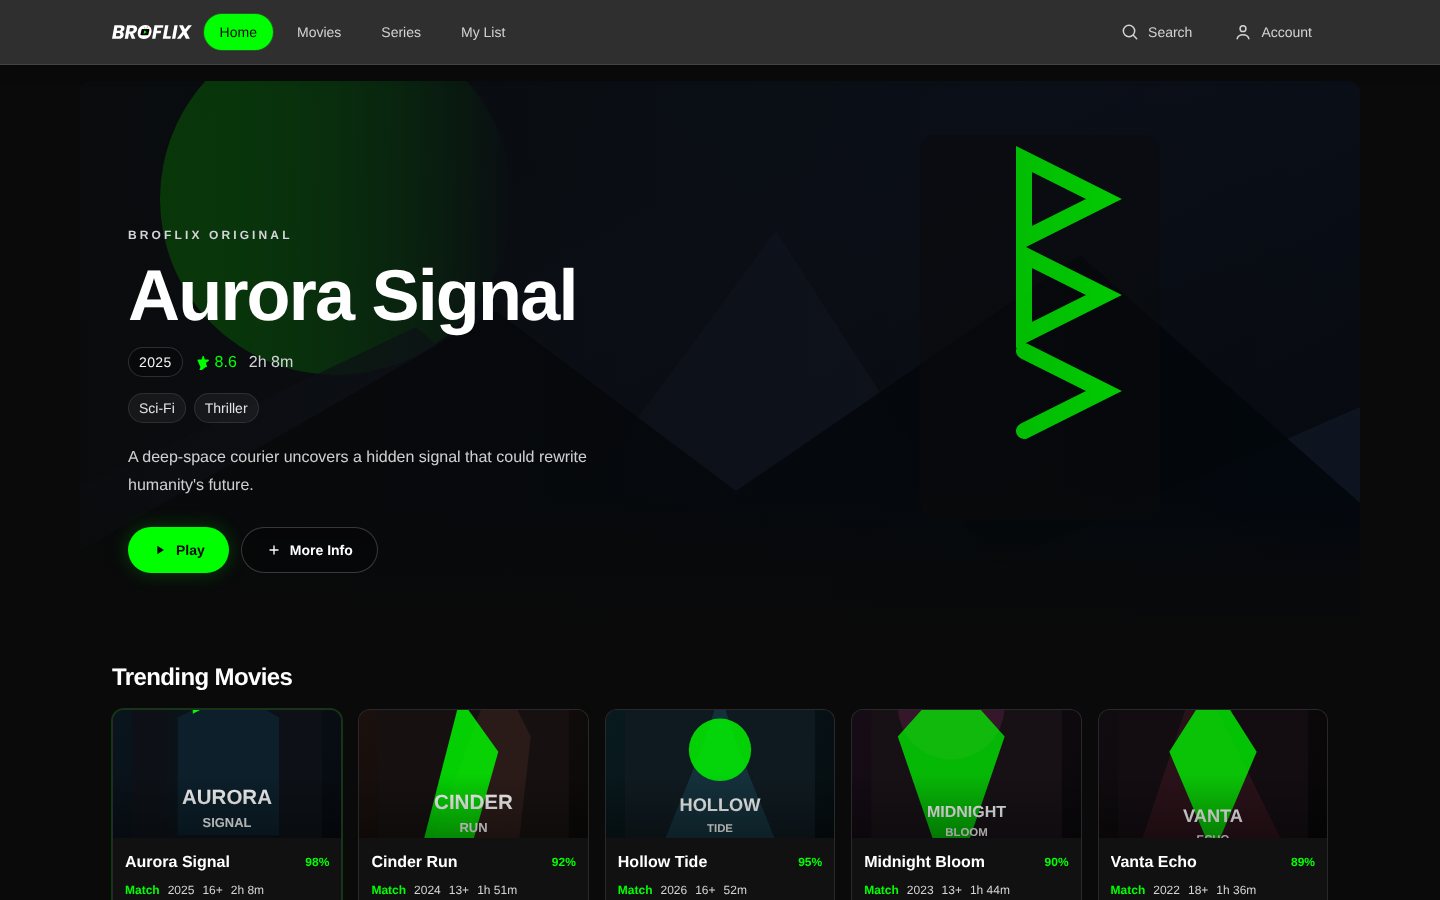 BROFLIX Home Movies Series My List Search Account
BROFLIX ORIGINAL
Aurora Signal
2025 8.6 2h 8m
Sci-Fi Thriller
A deep-space courier uncovers a hidden signal that could rewrite
humanity's future.
Play More Info
Trending Movies
AURORA
SIGNAL
CINDER
RUN
HOLLOW
TIDE
MIDNIGHT
BLOOM
VANTA
ECHO
Aurora Signal 98%
Match 2025 16+ 2h 8m
Cinder Run 92%
Match 2024 13+ 1h 51m
Hollow Tide 95%
Match 2026 16+ 52m
Midnight Bloom 90%
Match 2023 13+ 1h 44m
Vanta Echo 89%
Match 2022 18+ 1h 36m